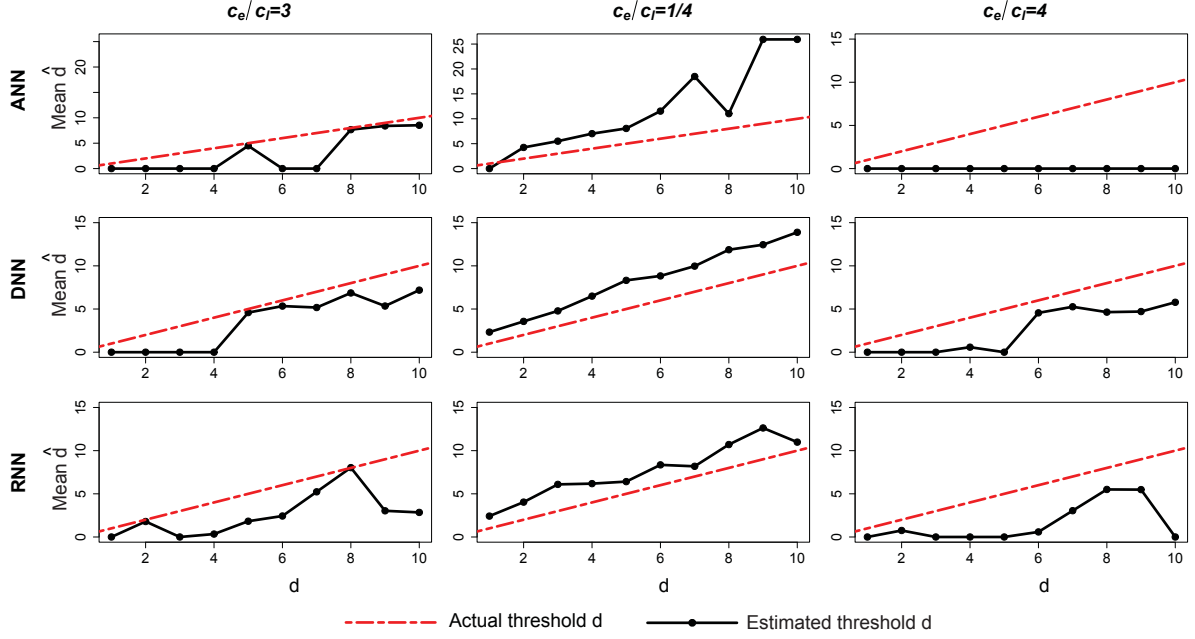 c_e/c_l=3 c_e/c_l=1/4 c_e/c_l=4
ANN
Mean d̂
0 5 10 20
2 4 6 8 10
0 5 10 15 20 25
2 4 6 8 10
0 5 10 15
2 4 6 8 10
DNN
Mean d̂
0 5 10 15
2 4 6 8 10
0 5 10 15
2 4 6 8 10
0 5 10 15
2 4 6 8 10
RNN
Mean d̂
0 5 10 15
2 4 6 8 10
0 5 10 15
2 4 6 8 10
0 5 10 15
2 4 6 8 10
d d d
Actual threshold d Estimated threshold d